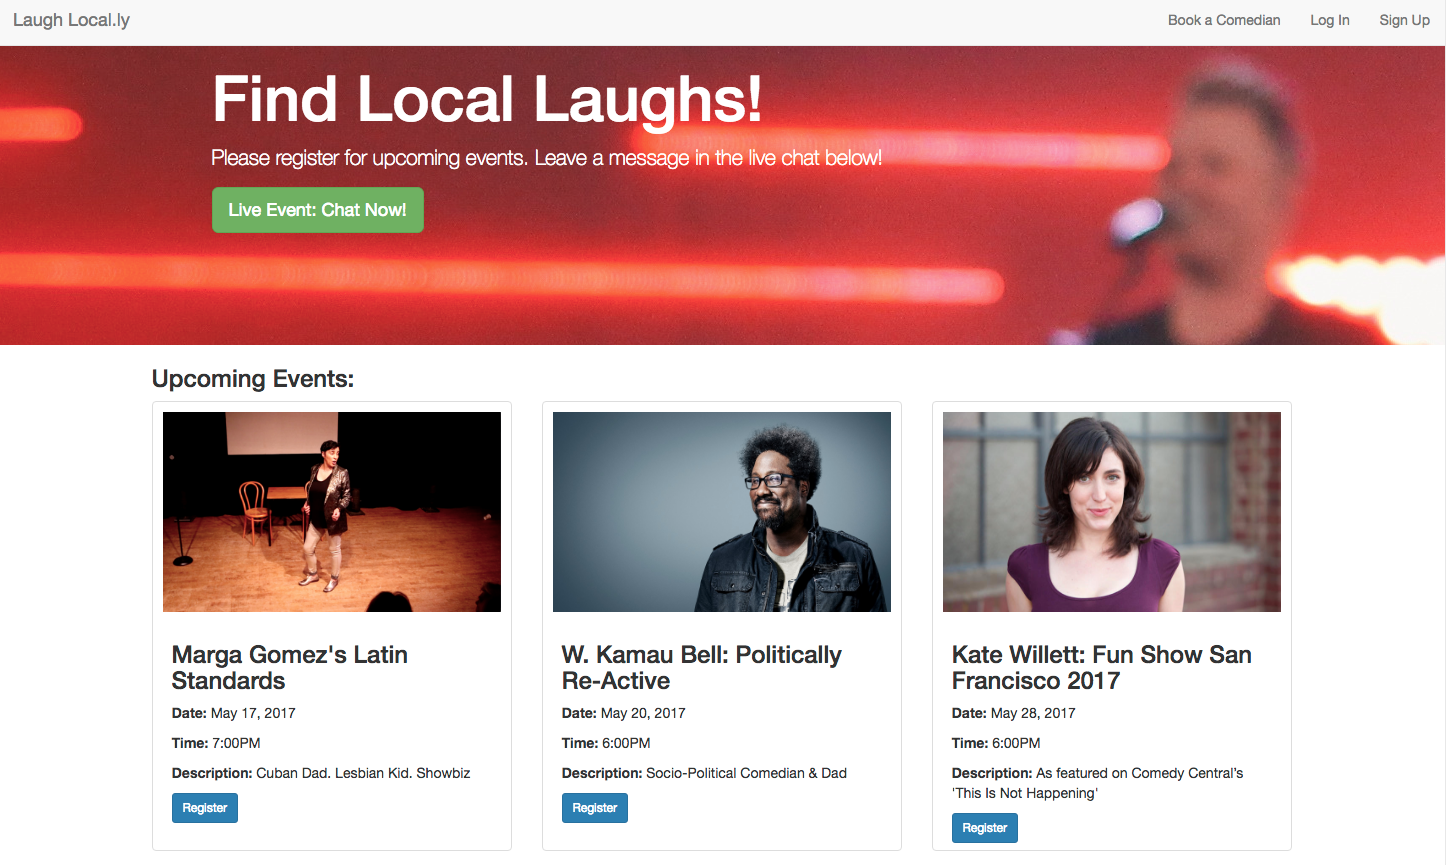 Laugh Local.ly
Book a Comedian
Log In
Sign Up
Find Local Laughs!
Please register for upcoming events. Leave a message in the live chat below!
Live Event: Chat Now!
Upcoming Events:
Marga Gomez's Latin
Standards
Date: May 17, 2017
Time: 7:00PM
Description: Cuban Dad. Lesbian Kid. Showbiz
Register
W. Kamau Bell: Politically
Re-Active
Date: May 20, 2017
Time: 6:00PM
Description: Socio-Political Comedian & Dad
Register
Kate Willett: Fun Show San
Francisco 2017
Date: May 28, 2017
Time: 6:00PM
Description: As featured on Comedy Central’s
'This Is Not Happening'
Register